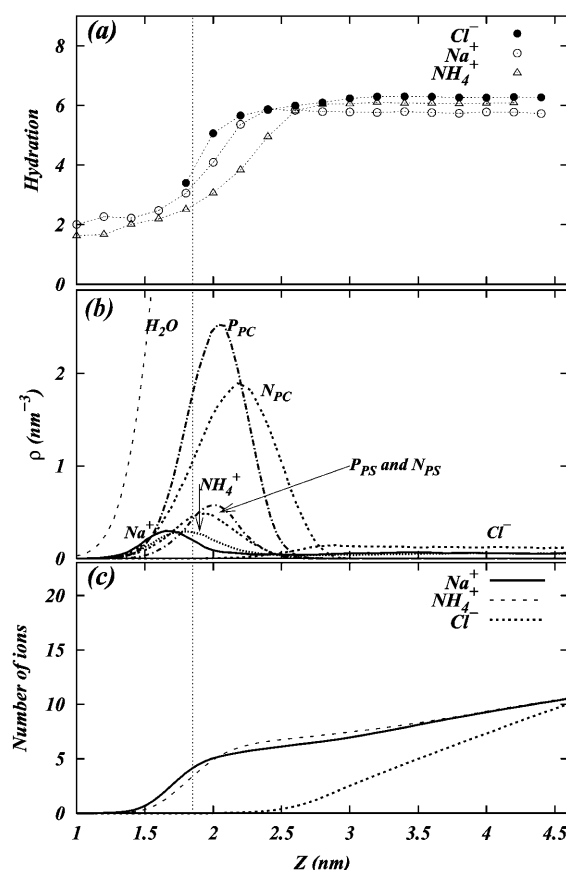 (a)
Cl⁻
Na⁺
NH₄⁺
8
6
4
2
0
Hydration
(b)
H₂O
P_PC
N_PC
P_PS and N_PS
NH₄⁺
Na⁺
Cl⁻
2
1
0
ρ (nm⁻³)
(c)
Na⁺
NH₄⁺
Cl⁻
20
15
10
5
0
Number of ions
1 1.5 2 2.5 3 3.5 4 4.5
Z (nm)